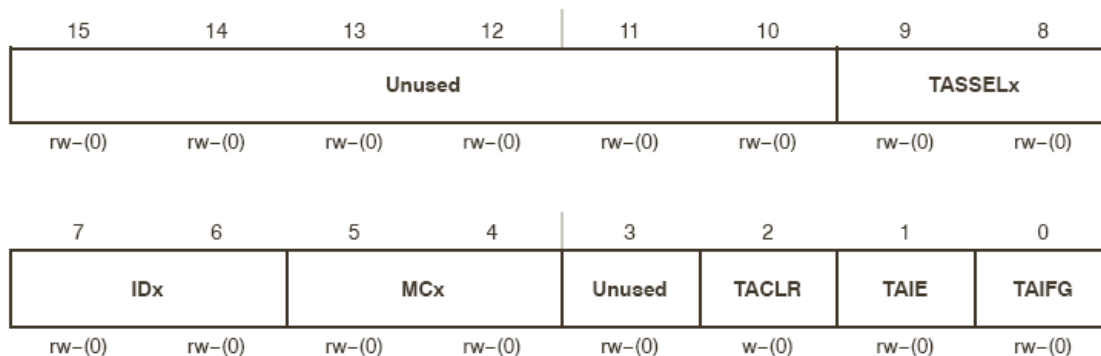 15 14 13 12 11 10 9 8
Unused TASSELx
rw−(0) rw−(0) rw−(0) rw−(0) rw−(0) rw−(0) rw−(0) rw−(0)
7 6 5 4 3 2 1 0
IDx MCx Unused TACLR TAIE TAIFG
rw−(0) rw−(0) rw−(0) rw−(0) rw−(0) w−(0) rw−(0) rw−(0)